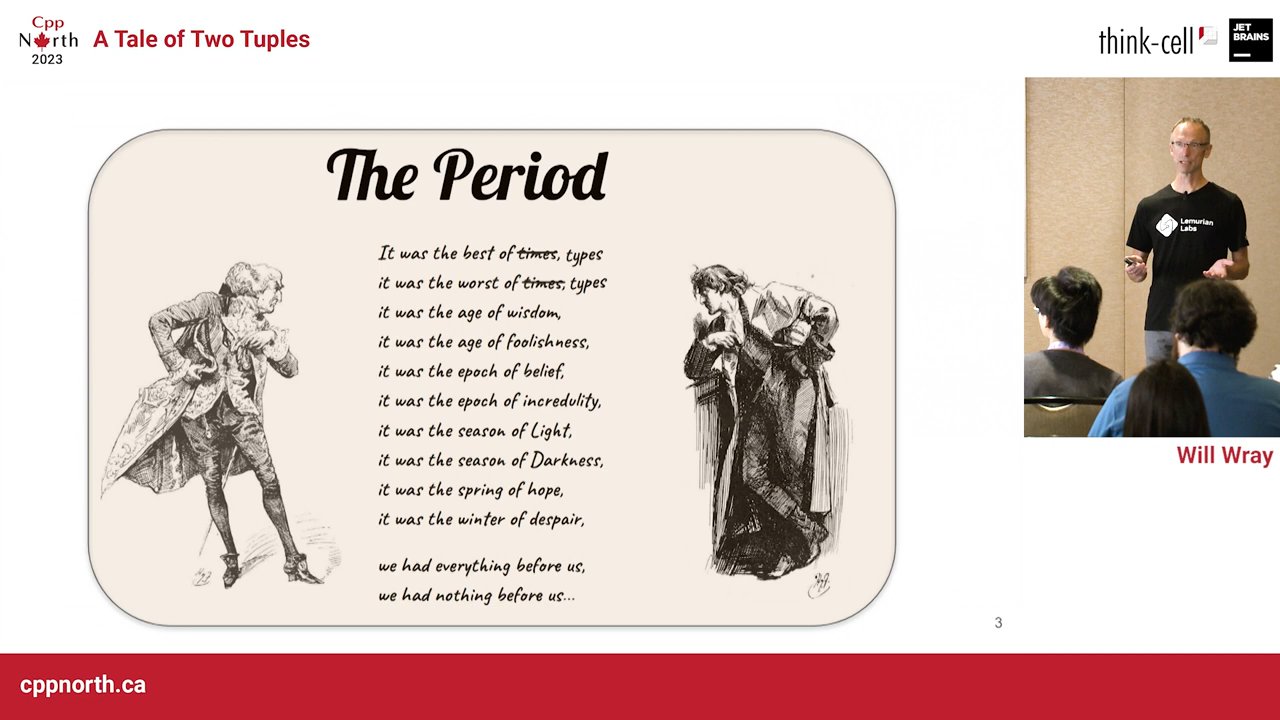 Cpp
North
2023
A Tale of Two Tuples
think-cell
JET
BRAINS
The Period
It was the best of times, types
it was the worst of times, types
it was the age of wisdom,
it was the age of foolishness,
it was the epoch of belief,
it was the epoch of incredulity,
it was the season of Light,
it was the season of Darkness,
it was the spring of hope,
it was the winter of despair,
we had everything before us,
we had nothing before us...
3
Lemurian
Labs
Will Wray
cppnorth.ca